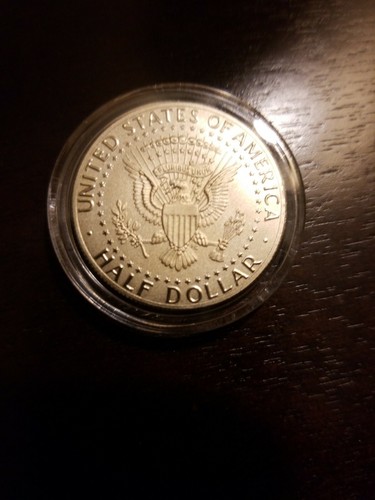 UNITED STATES OF AMERICA
HALF DOLLAR